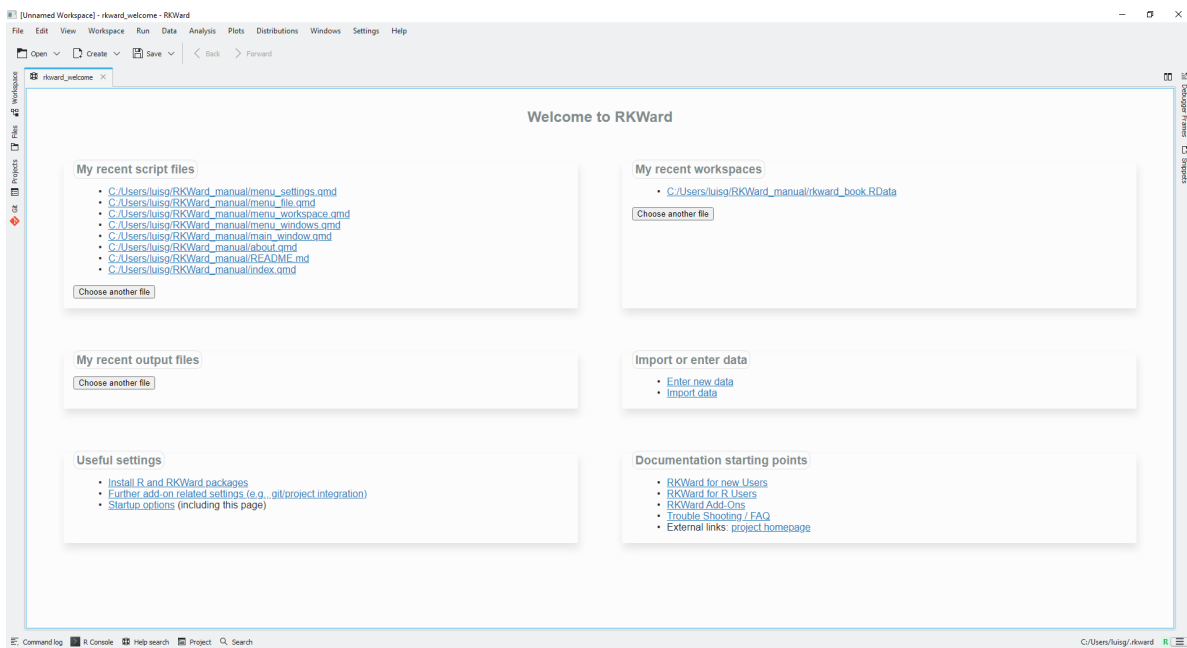 [Unnamed Workspace] - rkward_welcome - RKWard
File Edit View Workspace Run Data Analysis Plots Distributions Windows Settings Help
Open Create Save Back Forward
rkward_welcome
Workspace
Files
Projects
Git
Debugger Frames
Snippets
Welcome to RKWard
My recent script files
• C:/Users/luisg/RKWard_manual/menu_settings.qmd
• C:/Users/luisg/RKWard_manual/menu_file.qmd
• C:/Users/luisg/RKWard_manual/menu_workspace.qmd
• C:/Users/luisg/RKWard_manual/menu_windows.qmd
• C:/Users/luisg/RKWard_manual/main_window.qmd
• C:/Users/luisg/RKWard_manual/about.qmd
• C:/Users/luisg/RKWard_manual/README.md
• C:/Users/luisg/RKWard_manual/index.qmd
Choose another file
My recent workspaces
• C:/Users/luisg/RKWard_manual/rkward_book.RData
Choose another file
My recent output files
Choose another file
Import or enter data
• Enter new data
• Import data
Useful settings
• Install R and RKWard packages
• Further add-on related settings (e.g., git/project integration)
• Startup options (including this page)
Documentation starting points
• RKWard for new Users
• RKWard for R Users
• RKWard Add-Ons
• Trouble Shooting / FAQ
• External links: project homepage
Command log R Console Help search Project Search
C:/Users/luisg/.rkward R